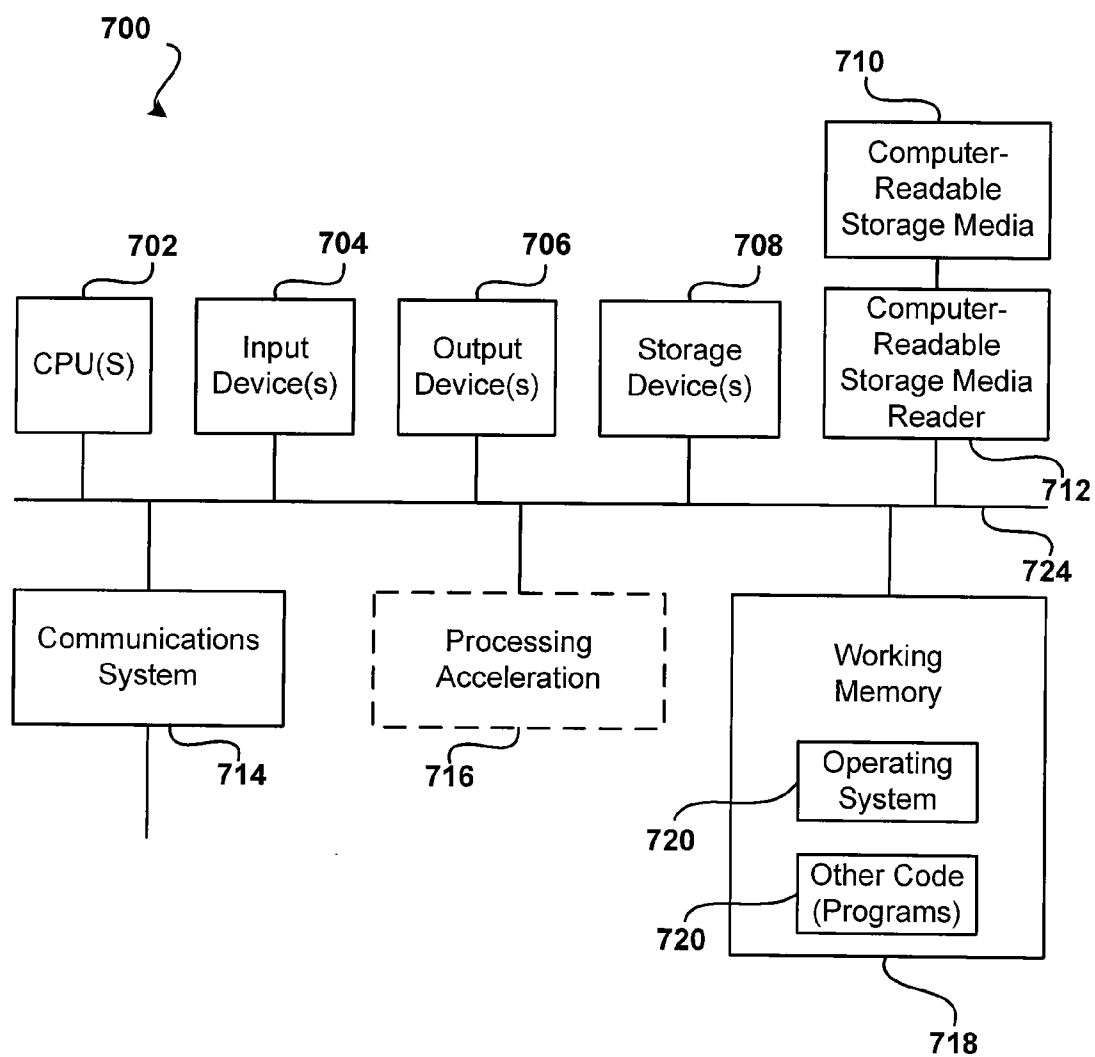 700
710
Computer-
Readable
Storage Media
702
704
706
708
CPU(S)
Input
Device(s)
Output
Device(s)
Storage
Device(s)
Computer-
Readable
Storage Media
Reader
712
724
Communications
System
714
Processing
Acceleration
716
Working
Memory
Operating
System
720
Other Code
(Programs)
720
718